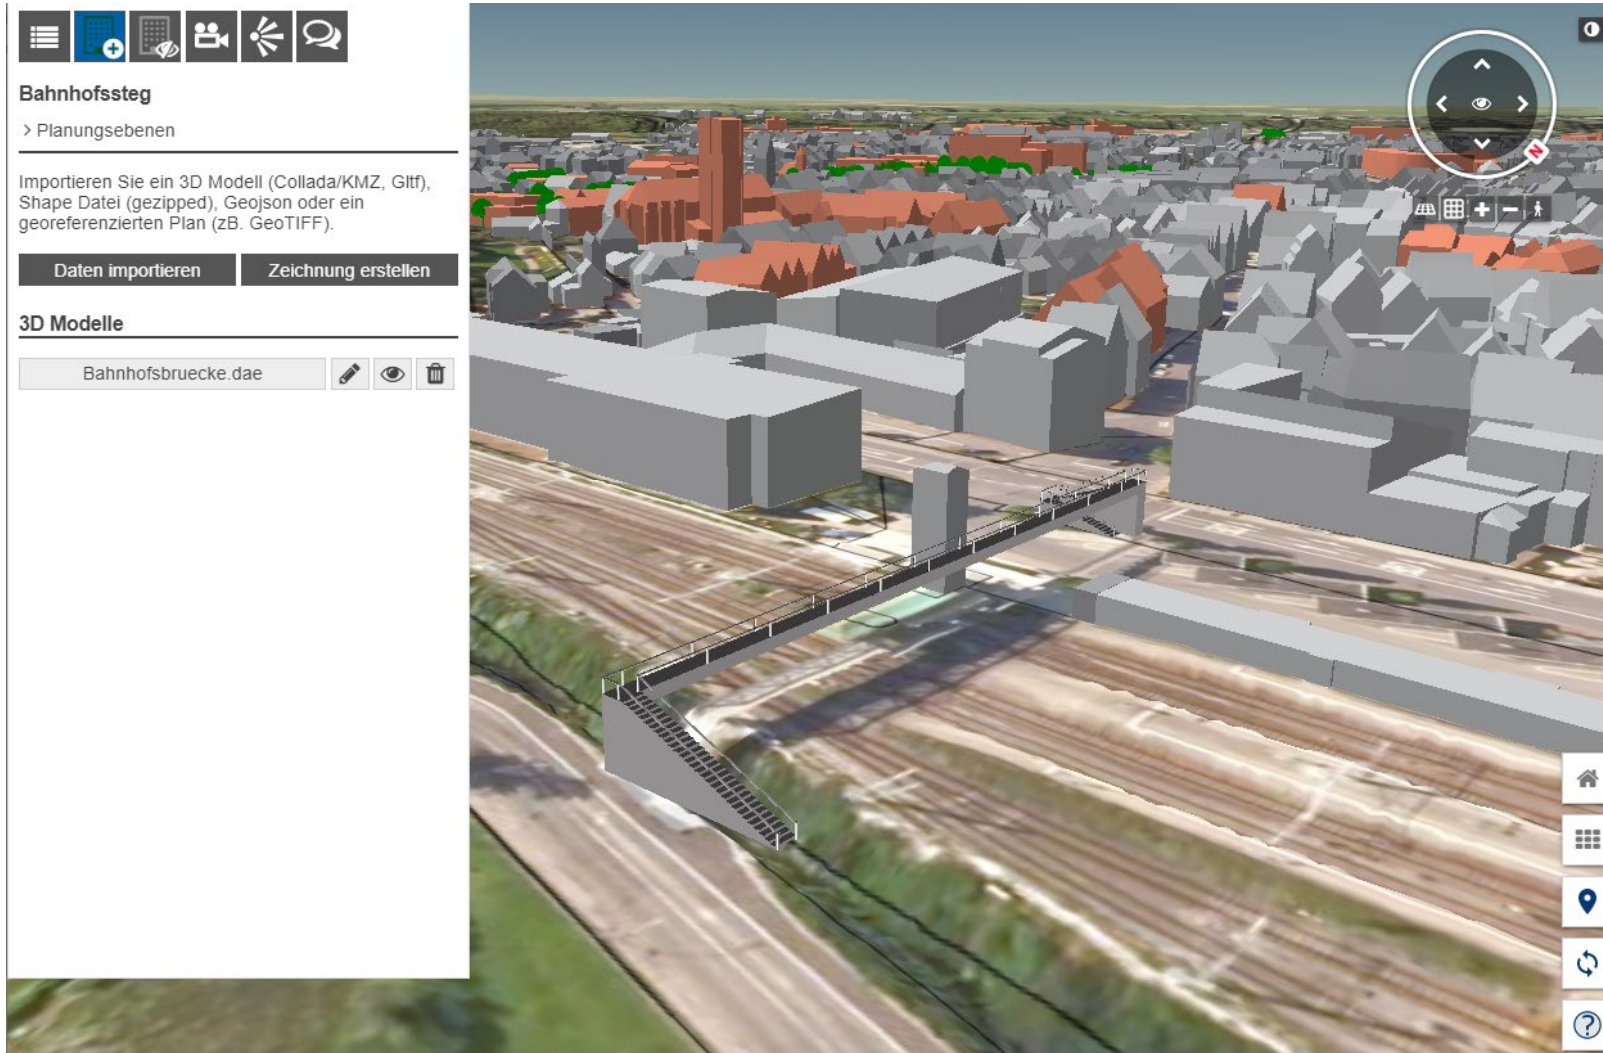 Bahnhofssteg
> Planungsebenen
Importieren Sie ein 3D Modell (Collada/KMZ, Gltf),
Shape Datei (gezipped), Geojson oder ein
georeferenzierten Plan (zB. GeoTIFF).
Daten importieren Zeichnung erstellen
3D Modelle
Bahnhofsbruecke.dae
N